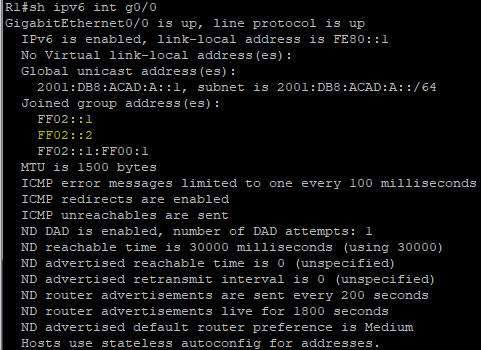 R1#sh ipv6 int g0/0
GigabitEthernet0/0 is up, line protocol is up
IPv6 is enabled, link-local address is FE80::1
No Virtual link-local address(es):
Global unicast address(es):
2001:DB8:ACAD:A::1, subnet is 2001:DB8:ACAD:A::/64
Joined group address(es):
FF02::1
FF02::2
FF02::1:FF00:1
MTU is 1500 bytes
ICMP error messages limited to one every 100 milliseconds
ICMP redirects are enabled
ICMP unreachables are sent
ND DAD is enabled, number of DAD attempts: 1
ND reachable time is 30000 milliseconds (using 30000)
ND advertised reachable time is 0 (unspecified)
ND advertised retransmit interval is 0 (unspecified)
ND router advertisements are sent every 200 seconds
ND router advertisements live for 1800 seconds
ND advertised default router preference is Medium
Hosts use stateless autoconfig for addresses.